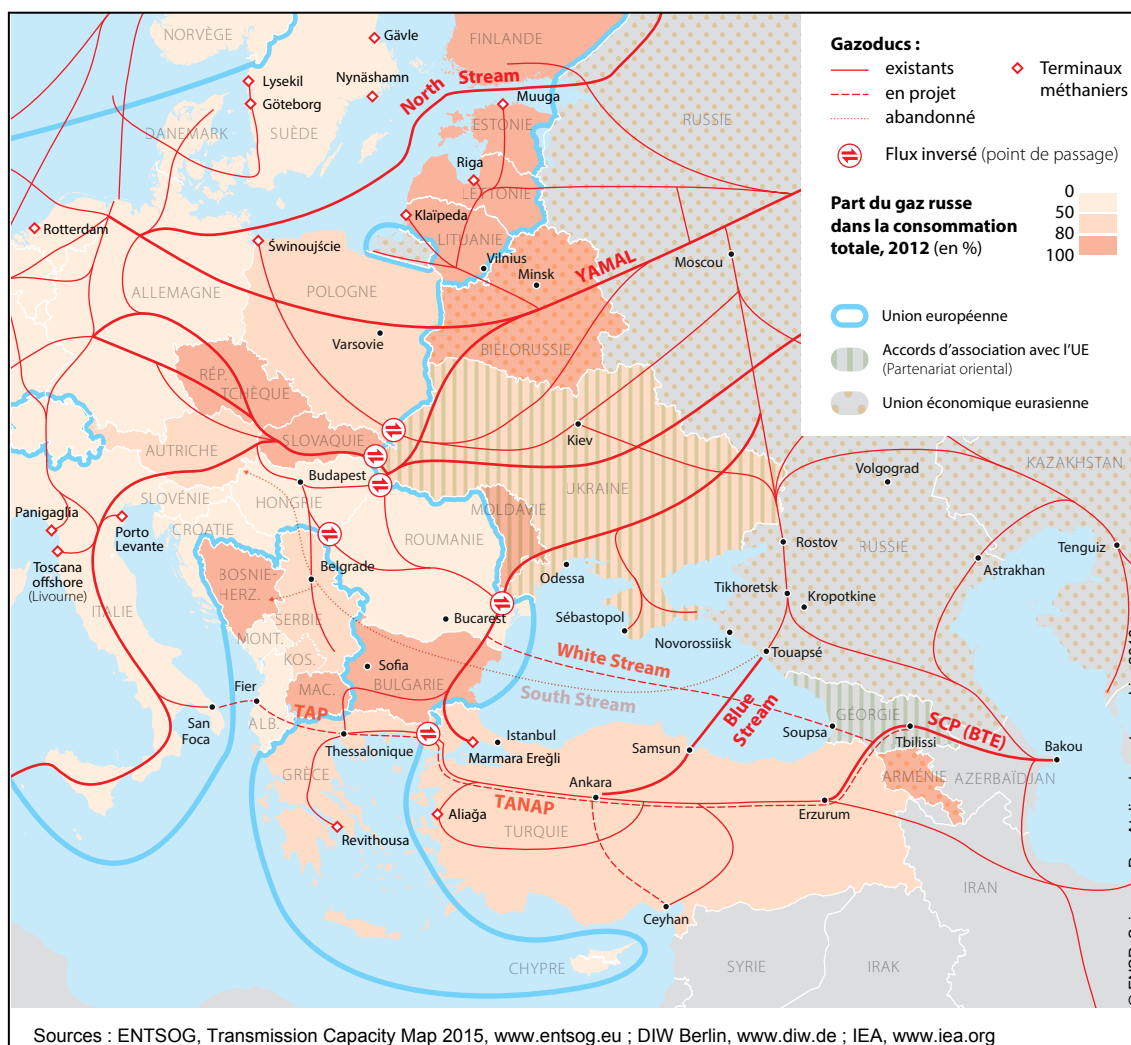 NORVÈGE
Gävle
FINLANDE
Lysekil
Nynäshamn
North Stream
Göteborg
Muuga
DANEMARK
SUÈDE
ESTONIE
RUSSIE
Riga
LETTONIE
Rotterdam
Klaïpeda
Świnoujście
LITUANIE
Vilnius
Moscou
YAMAL
Minsk
ALLEMAGNE
POLOGNE
Varsovie
BIÉLORUSSIE
RÉP.
TCHÈQUE
SLOVAQUIE
Kiev
AUTRICHE
Volgograd
KAZAKHSTAN
Budapest
UKRAINE
SLOVÉNIE
HONGRIE
MOLDAVIE
Panigaglia
Porto
Levante
CROATIE
ROUMANIE
Rostov
RUSSIE
Tenguiz
Toscana
offshore
(Livourne)
BOSNIE-
HERZ.
Belgrade
Odessa
Astrakhan
Tikhoretsk
Kropotkine
ITALIE
SERBIE
Bucarest
Sébastopol
Novorossiisk
MONT.
Touapsé
KOS.
Sofia
White Stream
BULGARIE
South Stream
Fier
MAC.
Blue
Stream
GÉORGIE
SCP (BTE)
San
Foca
ALB.
TAP
Soupsa
Tbilissi
Istanbul
Samsun
Bakou
Thessalonique
Marmara Ereğli
ARMÉNIE
AZERBAÏDJAN
GRÈCE
Ankara
TANAP
Erzurum
Aliağa
TURQUIE
Revithousa
IRAN
Ceyhan
CHYPRE
SYRIE
IRAK
Gazoducs :
existants
en projet
abandonné
Terminaux
méthaniers
Flux inversé (point de passage)
Part du gaz russe
dans la consommation
totale, 2012 (en %)
0
50
80
100
Union européenne
Accords d'association avec l'UE
(Partenariat oriental)
Union économique eurasienne
Sources : ENTSOG, Transmission Capacity Map 2015, www.entsog.eu ; DIW Berlin, www.diw.de ; IEA, www.iea.org